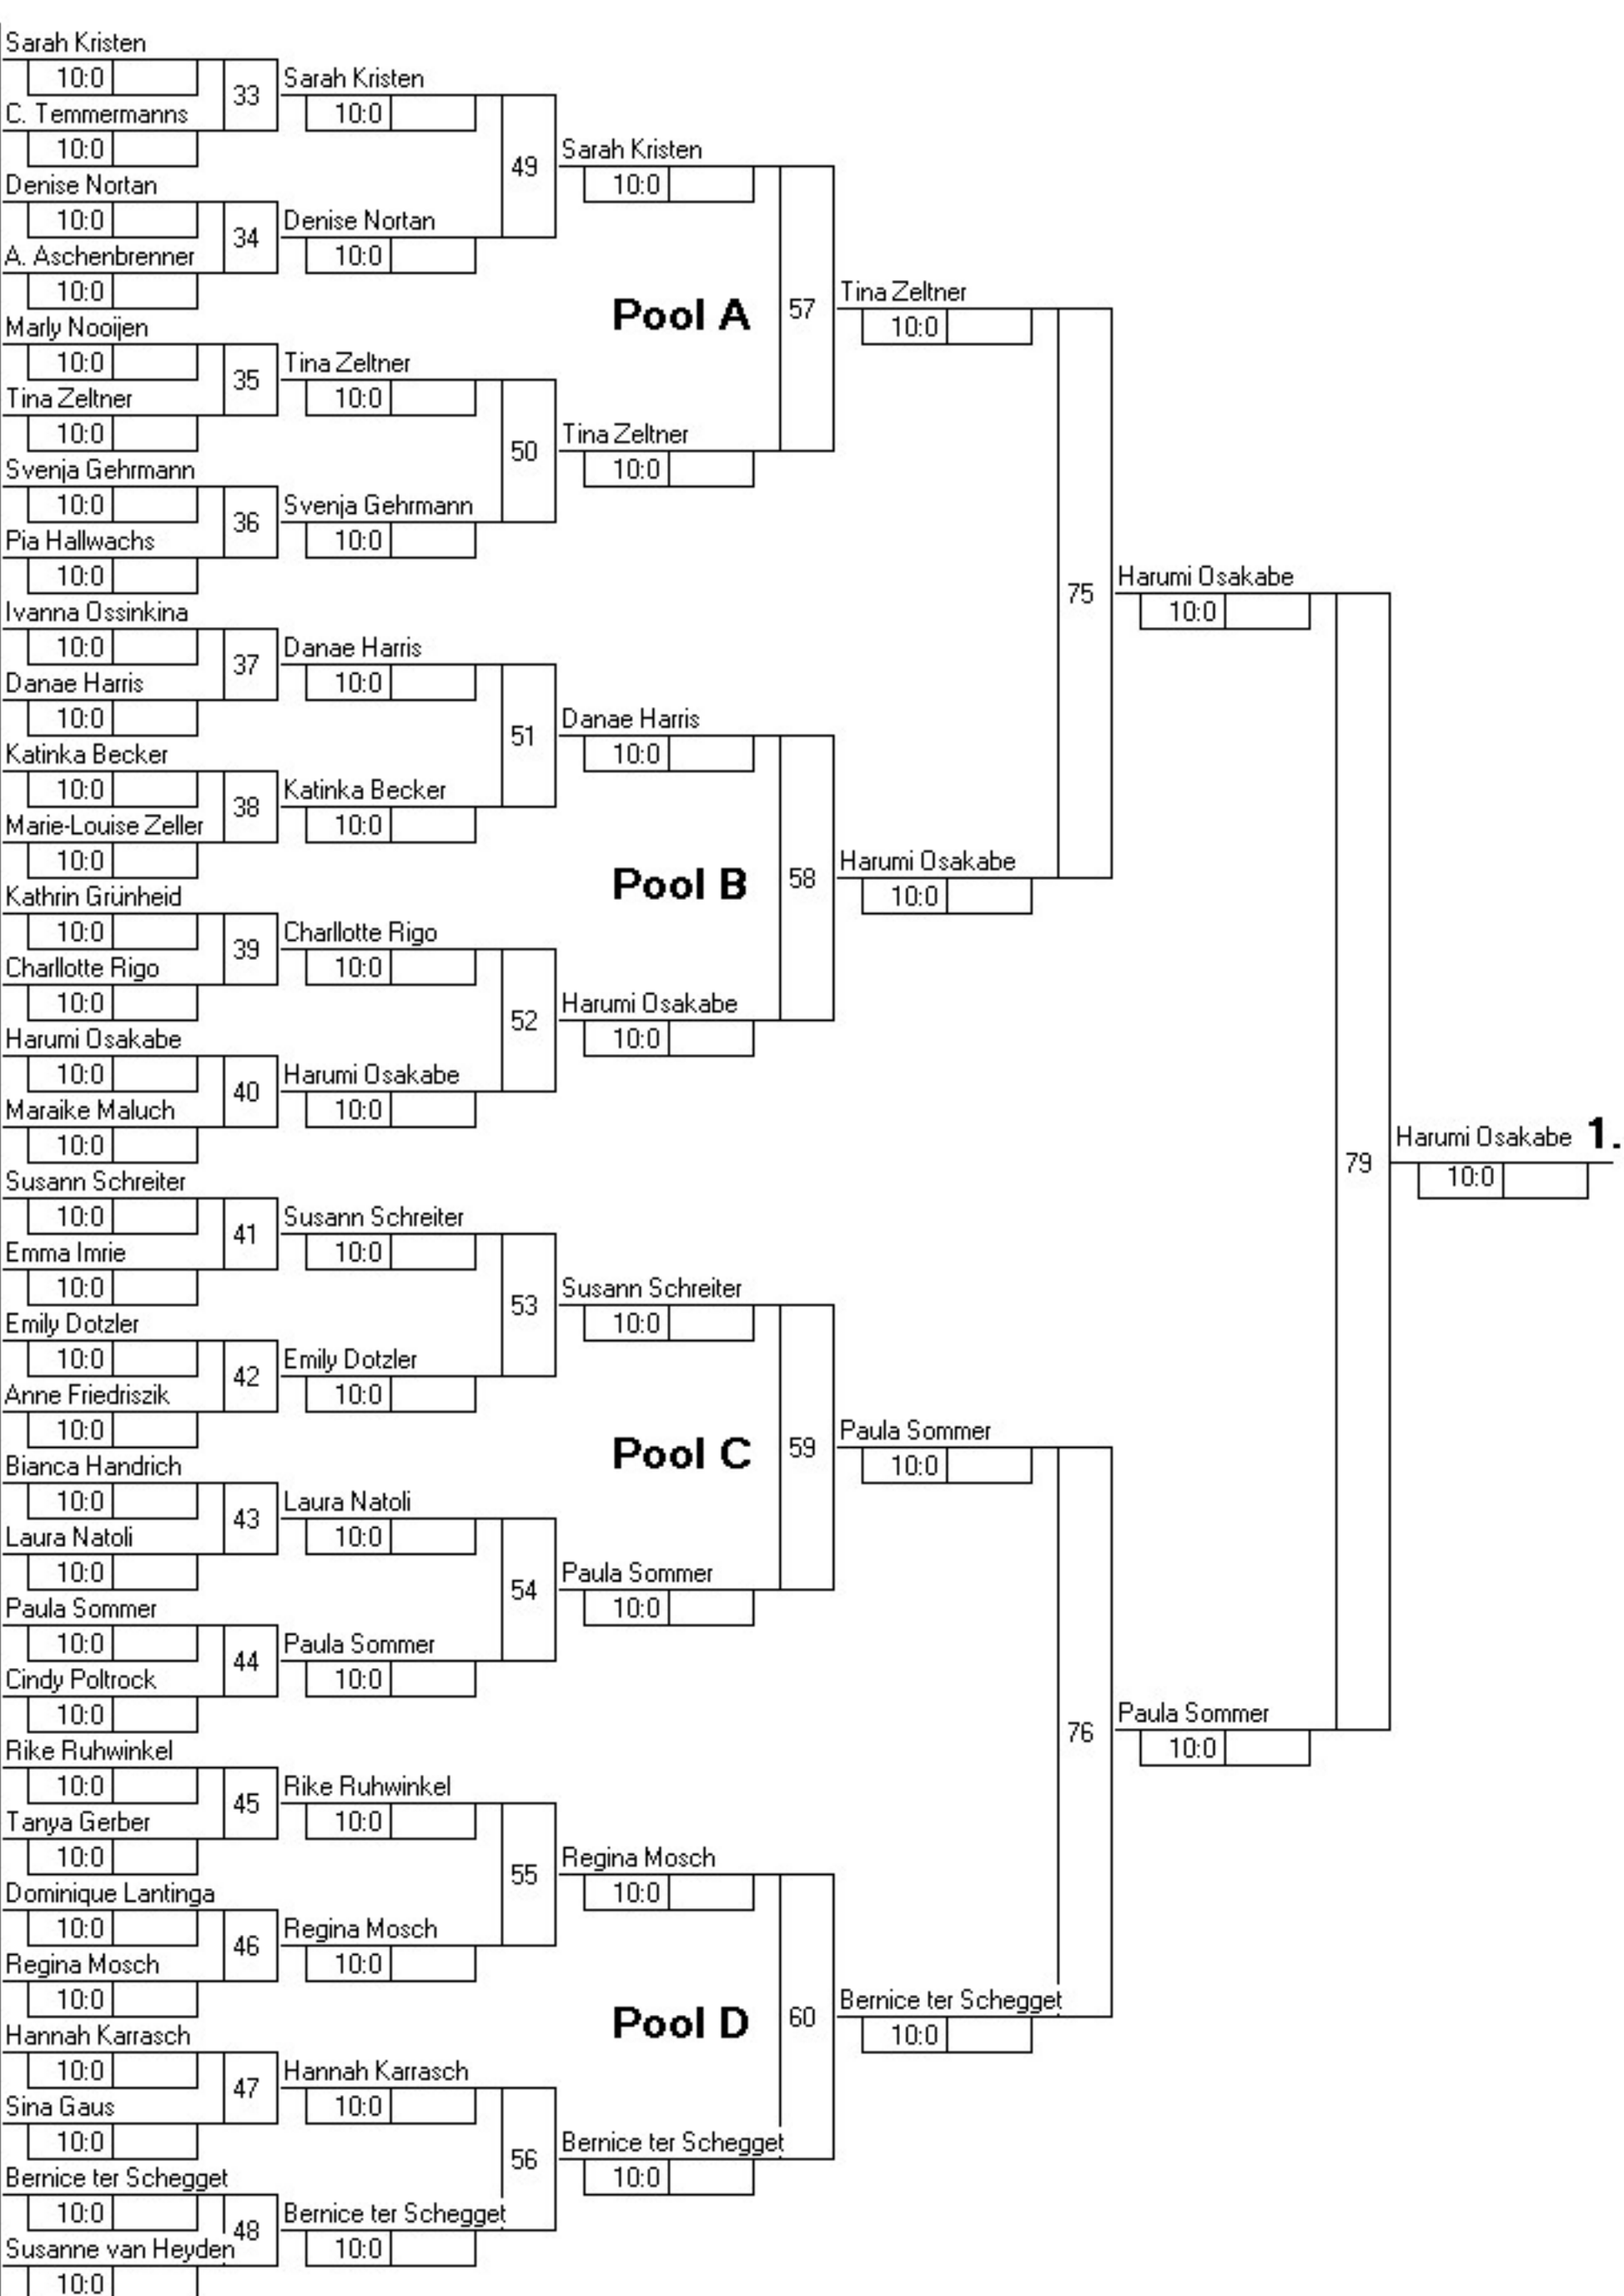 Sarah Kristen
10:0
33
Sarah Kristen
10:0
C. Temmermanns
10:0
49
Sarah Kristen
10:0
Denise Nortan
10:0
34
Denise Nortan
10:0
A. Aschenbrenner
10:0
Pool A
57
Tina Zeltner
10:0
Marly Nooijen
10:0
35
Tina Zeltner
10:0
Tina Zeltner
10:0
50
Tina Zeltner
10:0
Svenja Gehrmann
10:0
36
Svenja Gehrmann
10:0
Pia Hallwachs
10:0
75
Harumi Osakabe
10:0
Ivanna Ossinkina
10:0
37
Danae Harris
10:0
Danae Harris
10:0
51
Danae Harris
10:0
Katinka Becker
10:0
38
Katinka Becker
10:0
Marie-Louise Zeller
10:0
Pool B
58
Harumi Osakabe
10:0
Kathrin Grünheid
10:0
39
Charllotte Rigo
10:0
Charllotte Rigo
10:0
52
Harumi Osakabe
10:0
Harumi Osakabe
10:0
40
Harumi Osakabe
10:0
Maraike Maluch
10:0
79
Harumi Osakabe 1.
10:0
Susann Schreiter
10:0
41
Susann Schreiter
10:0
Emma Imrie
10:0
53
Susann Schreiter
10:0
Emily Dotzler
10:0
42
Emily Dotzler
10:0
Anne Friedriszik
10:0
Pool C
59
Paula Sommer
10:0
Bianca Handrich
10:0
43
Laura Natoli
10:0
Laura Natoli
10:0
54
Paula Sommer
10:0
Paula Sommer
10:0
44
Paula Sommer
10:0
Cindy Poltrock
10:0
76
Paula Sommer
10:0
Rike Ruhwinkel
10:0
45
Rike Ruhwinkel
10:0
Tanya Gerber
10:0
55
Regina Mosch
10:0
Dominique Lantinga
10:0
46
Regina Mosch
10:0
Regina Mosch
10:0
Pool D
60
Bernice ter Schegget
10:0
Hannah Karrasch
10:0
47
Hannah Karrasch
10:0
Sina Gaus
10:0
56
Bernice ter Schegget
10:0
Bernice ter Schegget
10:0
48
Bernice ter Schegget
10:0
Susanne van Heyden
10:0